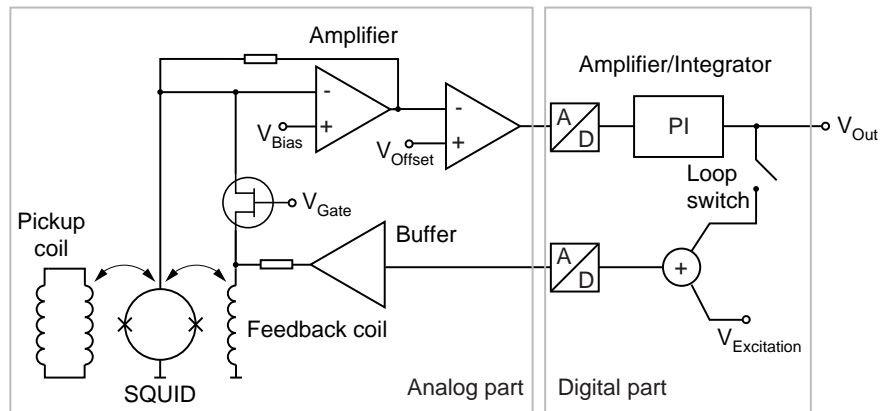 Amplifier
Amplifier/Integrator
-
+
V Bias
-
+
V Offset
A
D
PI
V Out
Loop
switch
V Gate
Pickup
coil
Buffer
A
D
+
Feedback coil
V Excitation
SQUID
Analog part
Digital part